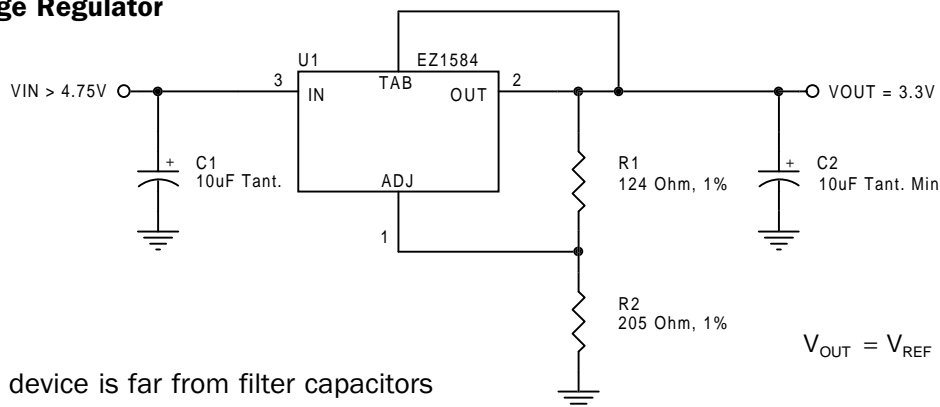 ge Regulator
U1
EZ1584
3
TAB
2
VIN > 4.75V
IN
OUT
VOUT = 3.3V
+
C1
10uF Tant.
R1
124 Ohm, 1%
+
C2
10uF Tant. Min
ADJ
1
R2
205 Ohm, 1%
V_OUT = V_REF
device is far from filter capacitors